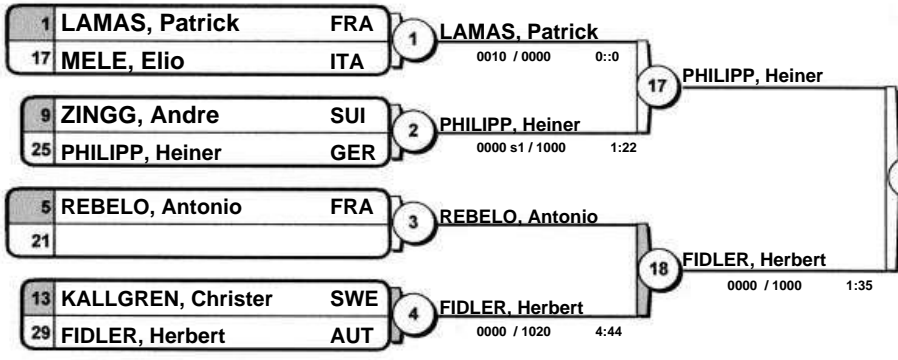 1 LAMAS, Patrick FRA
17 MELE, Elio ITA
1
LAMAS, Patrick
0010 / 0000 0::0
9 ZINGG, Andre SUI
25 PHILIPP, Heiner GER
2
PHILIPP, Heiner
0000 s1 / 1000 1:22
17
PHILIPP, Heiner
5 REBELO, Antonio FRA
21
3
REBELO, Antonio
13 KALLGREN, Christer SWE
29 FIDLER, Herbert AUT
4
FIDLER, Herbert
0000 / 1020 4:44
18
FIDLER, Herbert
0000 / 1000 1:35